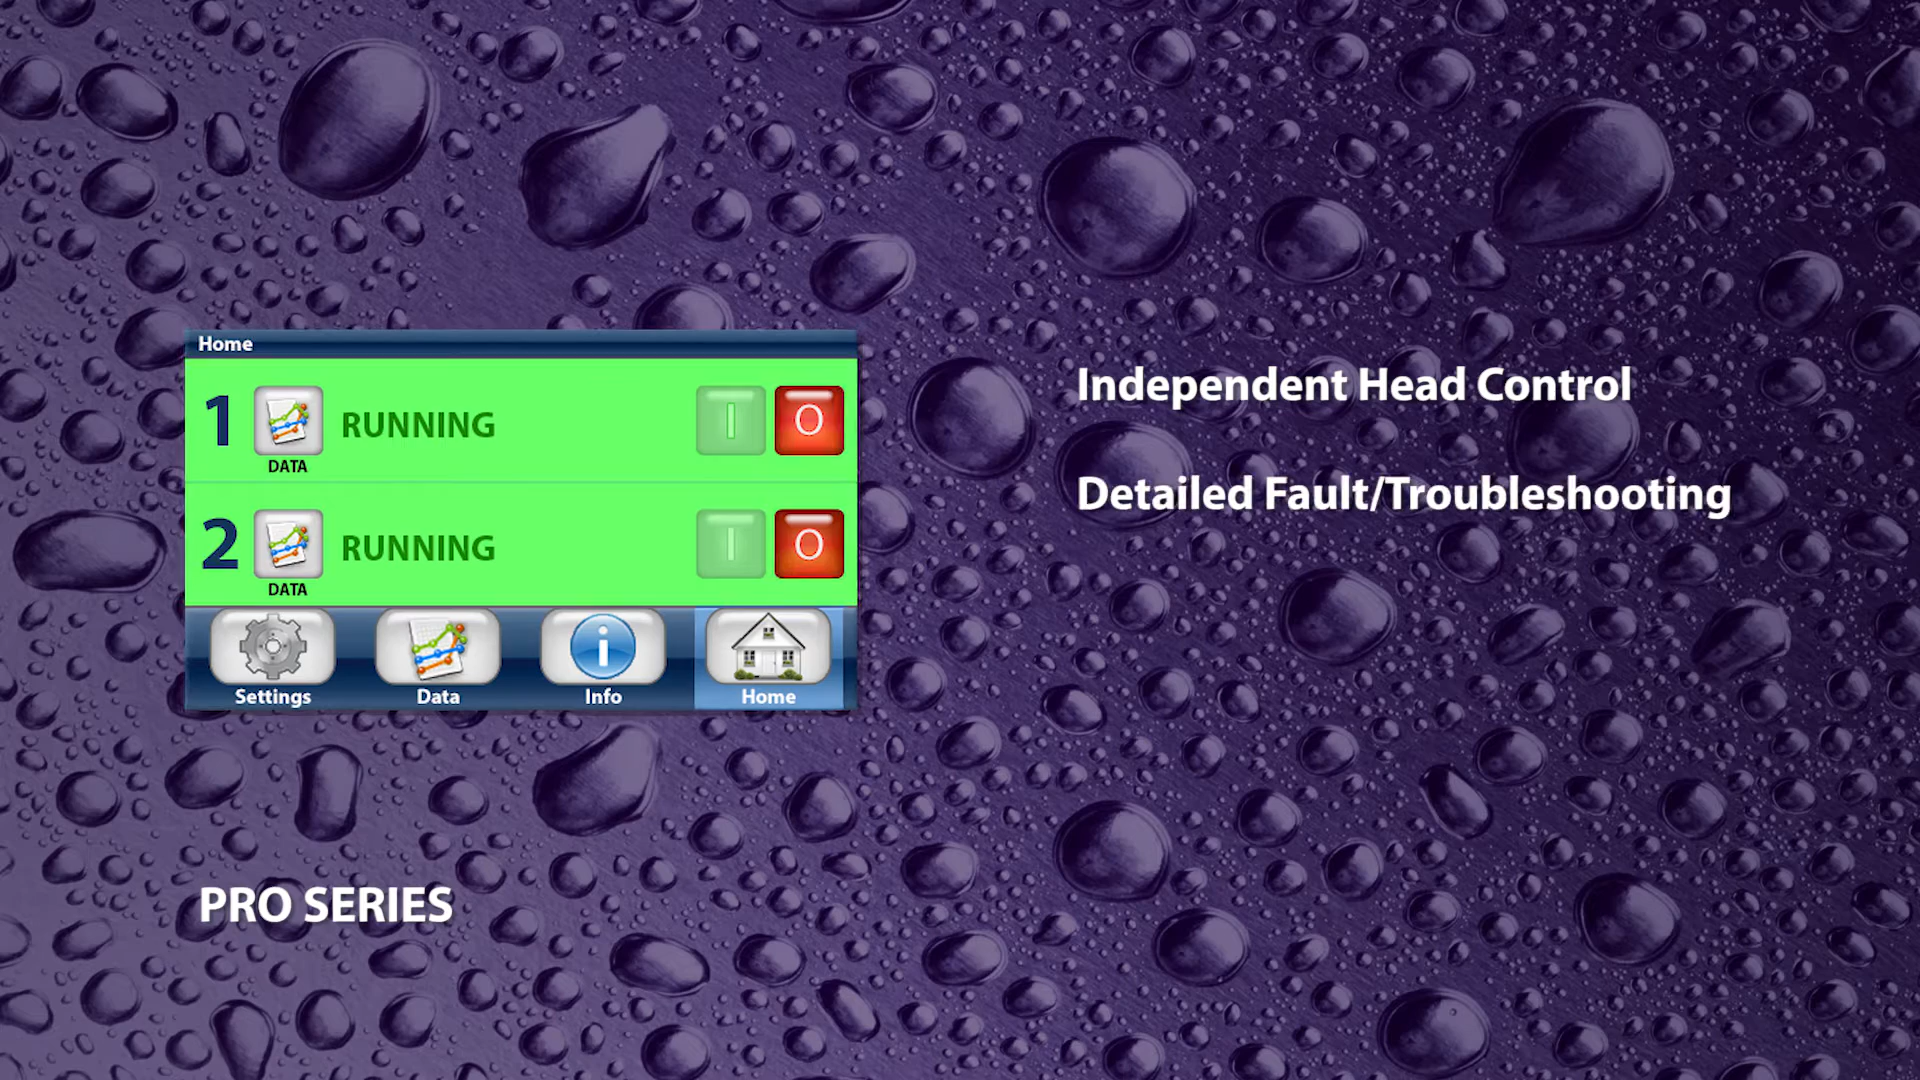 Home
1
RUNNING
I
O
DATA
2
RUNNING
I
O
DATA
Settings
Data
i
Info
Home
Independent Head Control
Detailed Fault/Troubleshooting
PRO SERIES